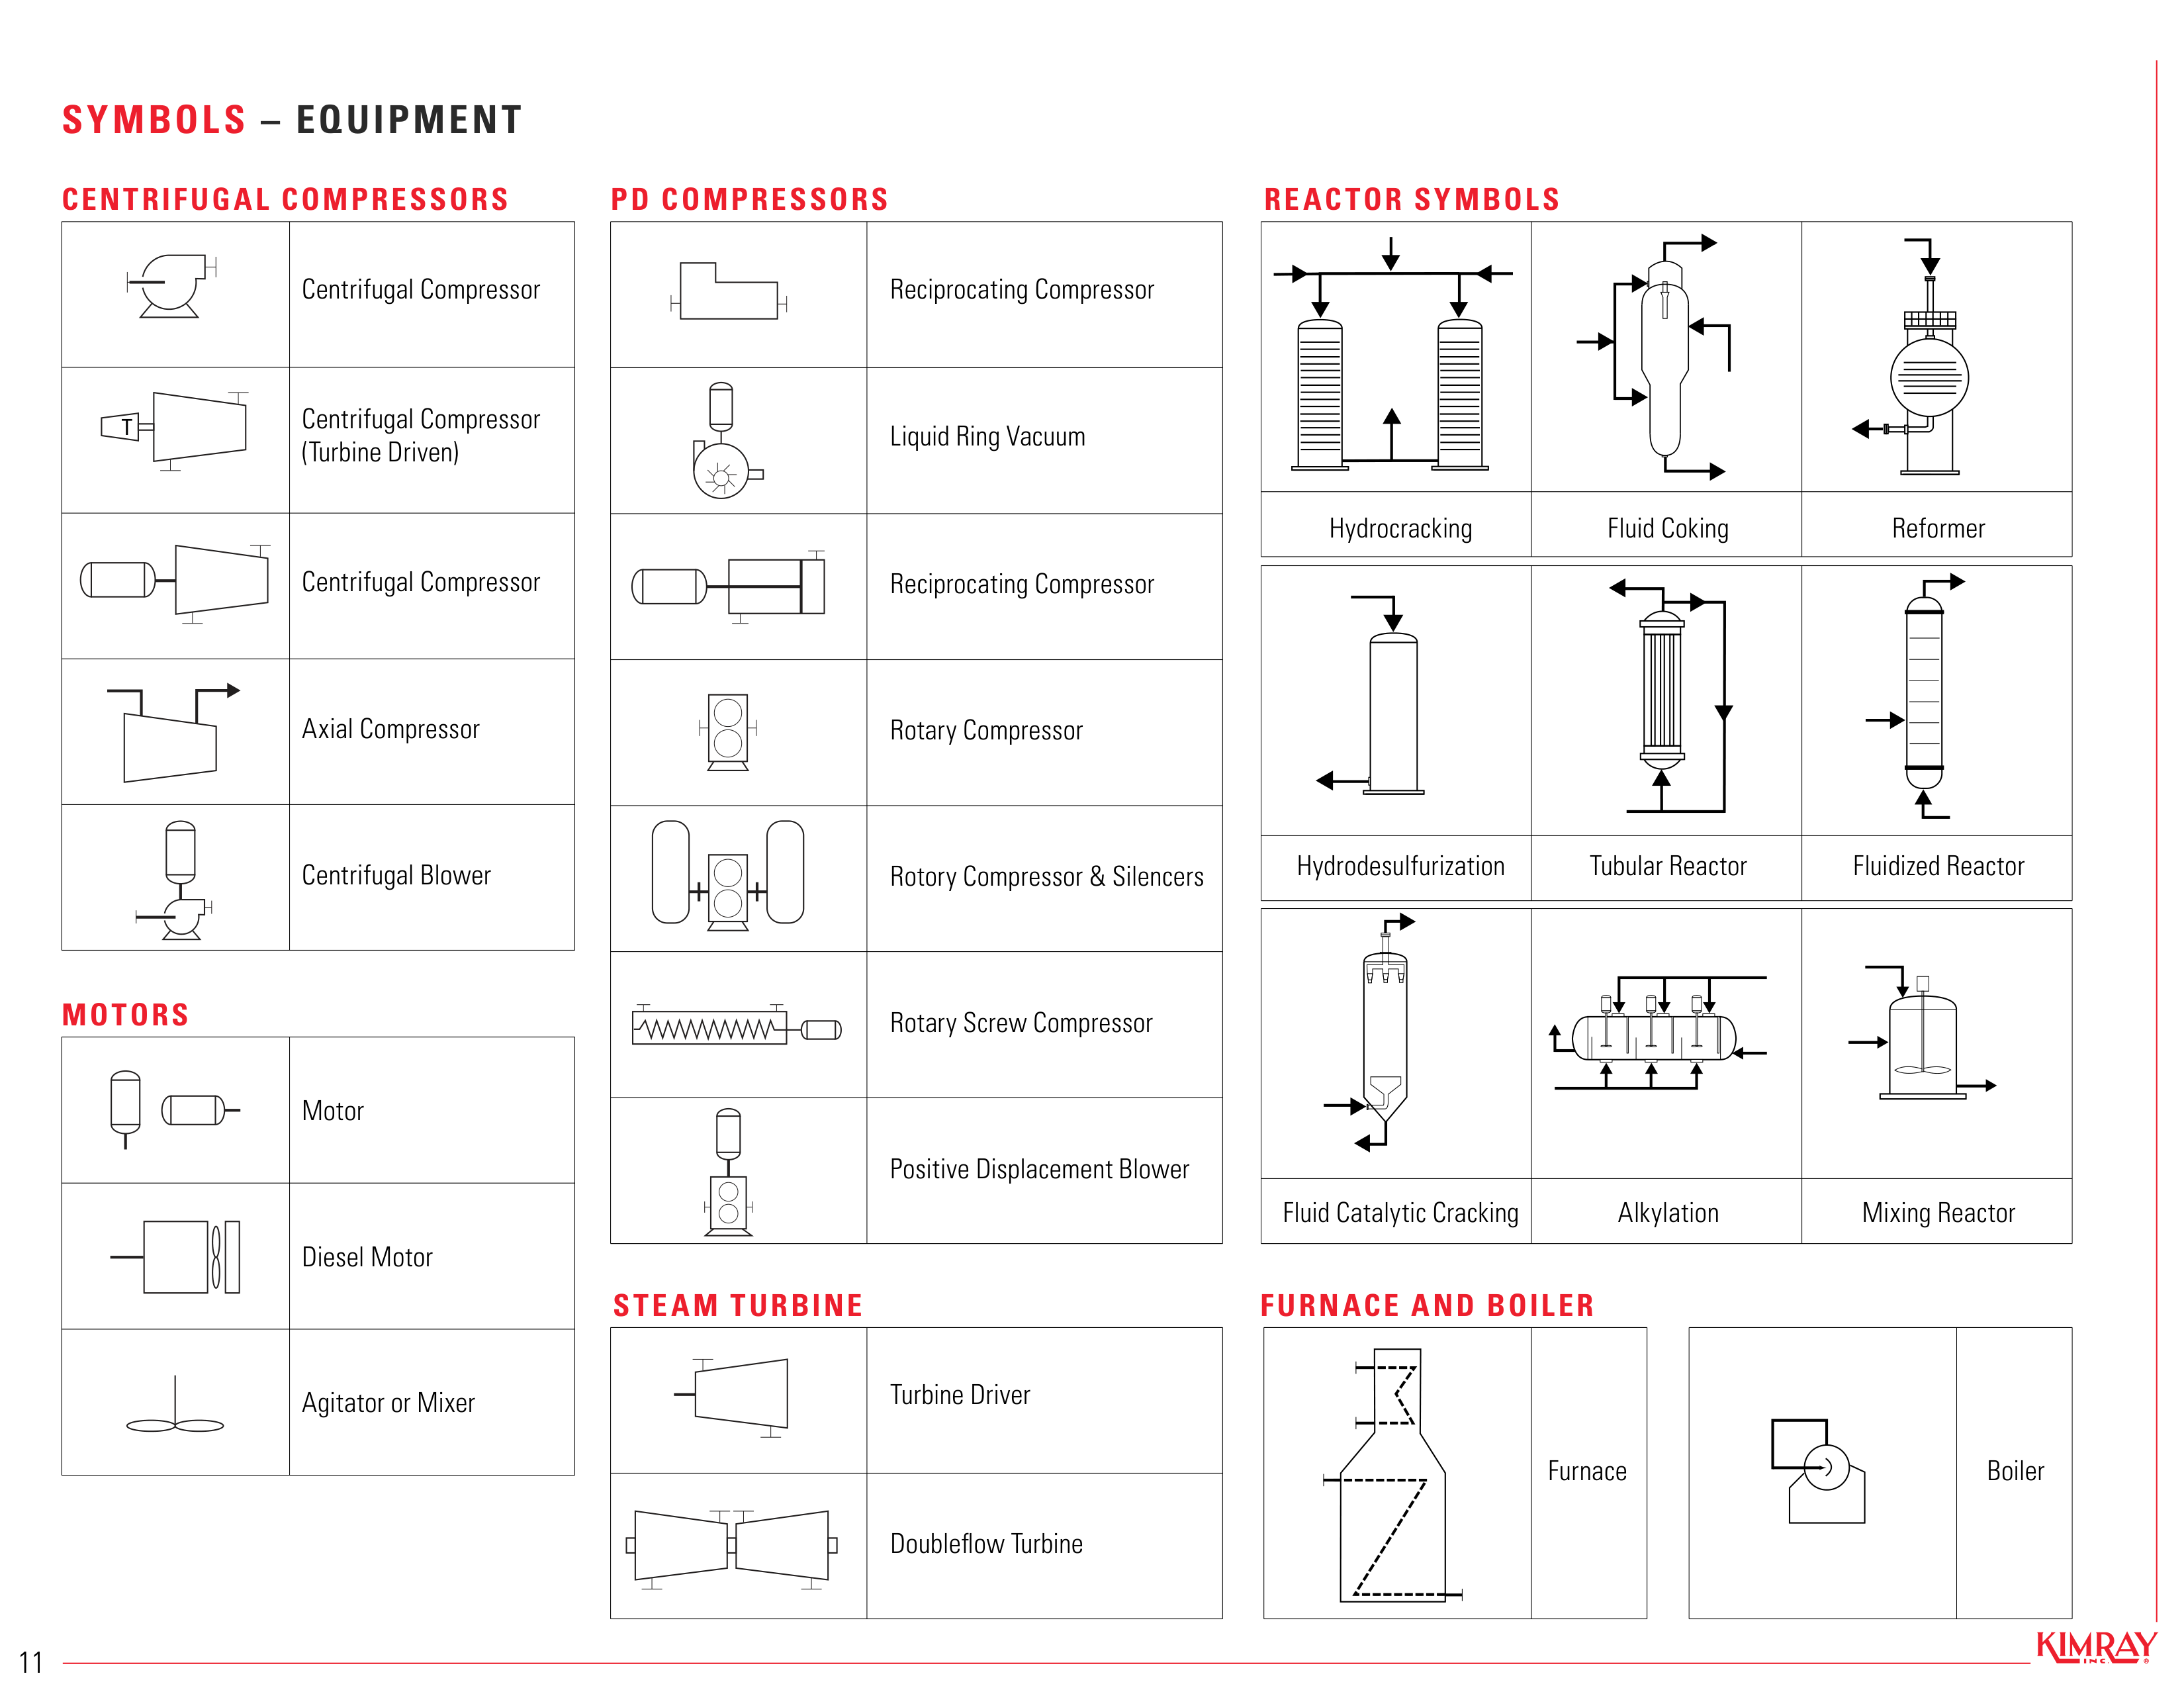 SYMBOLS – EQUIPMENT
CENTRIFUGAL COMPRESSORS
Centrifugal Compressor
T
Centrifugal Compressor
(Turbine Driven)
Centrifugal Compressor
Axial Compressor
Centrifugal Blower
MOTORS
Motor
Diesel Motor
Agitator or Mixer
PD COMPRESSORS
Reciprocating Compressor
Liquid Ring Vacuum
Reciprocating Compressor
Rotary Compressor
Rotory Compressor & Silencers
Rotary Screw Compressor
Positive Displacement Blower
STEAM TURBINE
Turbine Driver
Doubleflow Turbine
REACTOR SYMBOLS
Hydrocracking
Fluid Coking
Reformer
Hydrodesulfurization
Tubular Reactor
Fluidized Reactor
Fluid Catalytic Cracking
Alkylation
Mixing Reactor
FURNACE AND BOILER
Furnace
Boiler
11
KIMRAY
INC.®